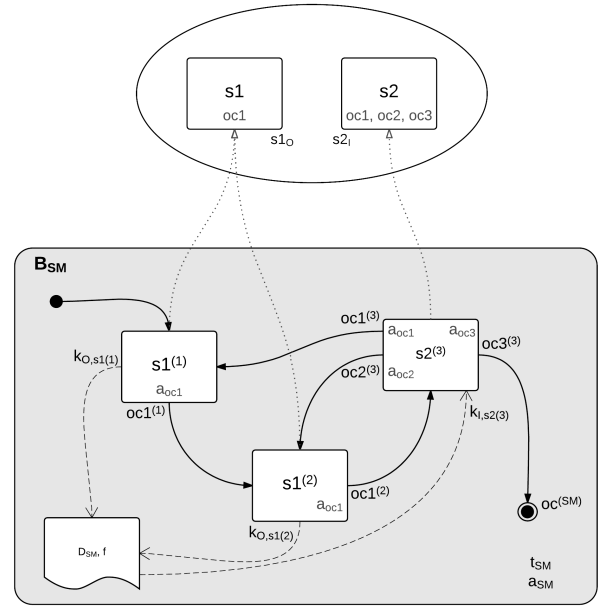 s1
s2
oc1
oc1, oc2, oc3
s1O
s2I
BSM
oc1(3)
aoc1
aoc3
oc3(3)
kO,s1(1)
s1(1)
s2(3)
oc2(3)
aoc2
aoc1
oc1(1)
kI,s2(3)
s1(2)
oc1(2)
aoc1
oc(SM)
kO,s1(2)
DSM, f
tSM
aSM